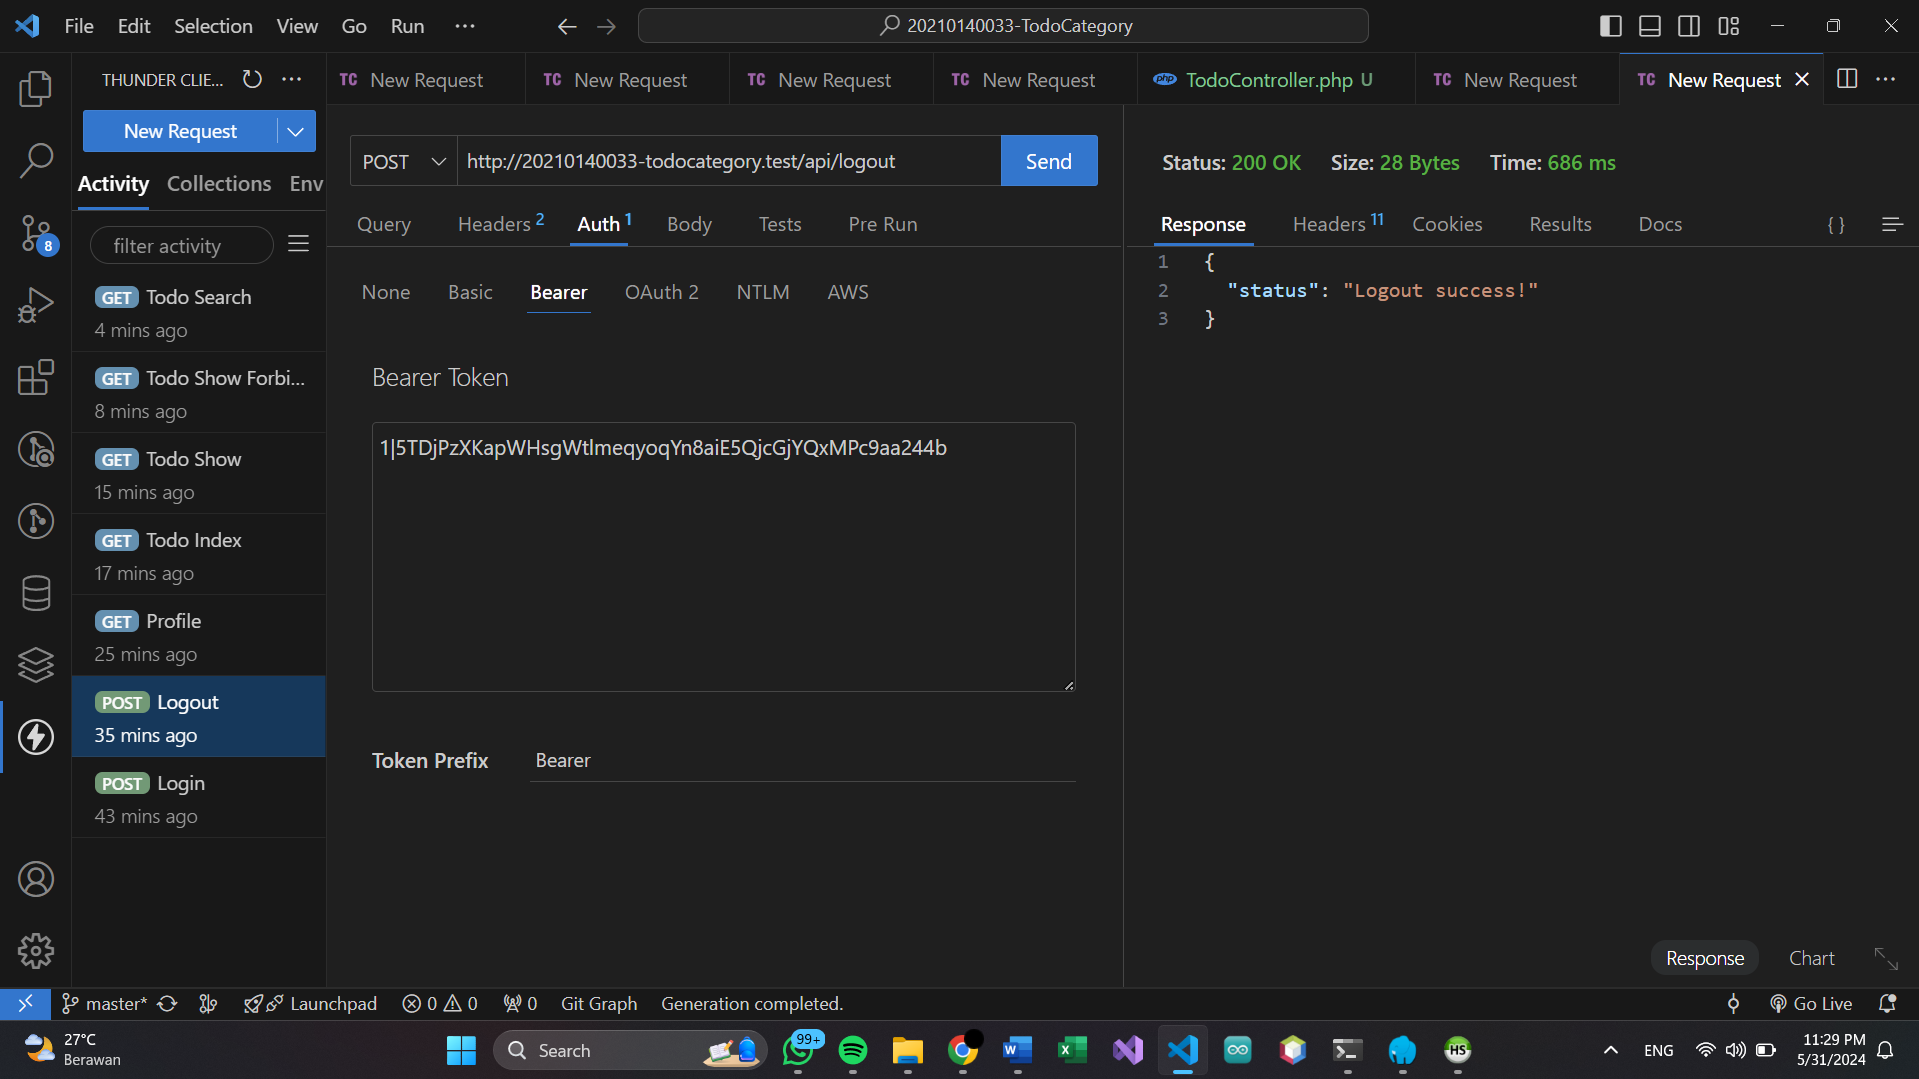 File Edit Selection View Go Run ··· 20210140033-TodoCategory
THUNDER CLIE... ···
TC New Request TC New Request TC New Request TC New Request php TodoController.php U TC New Request TC New Request ···
New Request
Activity Collections Env
filter activity
GET Todo Search
4 mins ago
GET Todo Show Forbi...
8 mins ago
GET Todo Show
15 mins ago
GET Todo Index
17 mins ago
GET Profile
25 mins ago
POST Logout
35 mins ago
POST Login
43 mins ago
8
POST http://20210140033-todocategory.test/api/logout Send
Query Headers 2 Auth 1 Body Tests Pre Run
None Basic Bearer OAuth 2 NTLM AWS
Bearer Token
1|5TDjPzXKapWHsgWtlmeqyoqYn8aiE5QjcGjYQxMPc9aa244b
Token Prefix Bearer
Status: 200 OK Size: 28 Bytes Time: 686 ms
Response Headers 11 Cookies Results Docs { }
1 {
2 "status": "Logout success!"
3 }
Response Chart
master* Launchpad 0 0 0 Git Graph Generation completed. Go Live
27°C
Berawan
Search
99+
HS
ENG
11:29 PM
5/31/2024